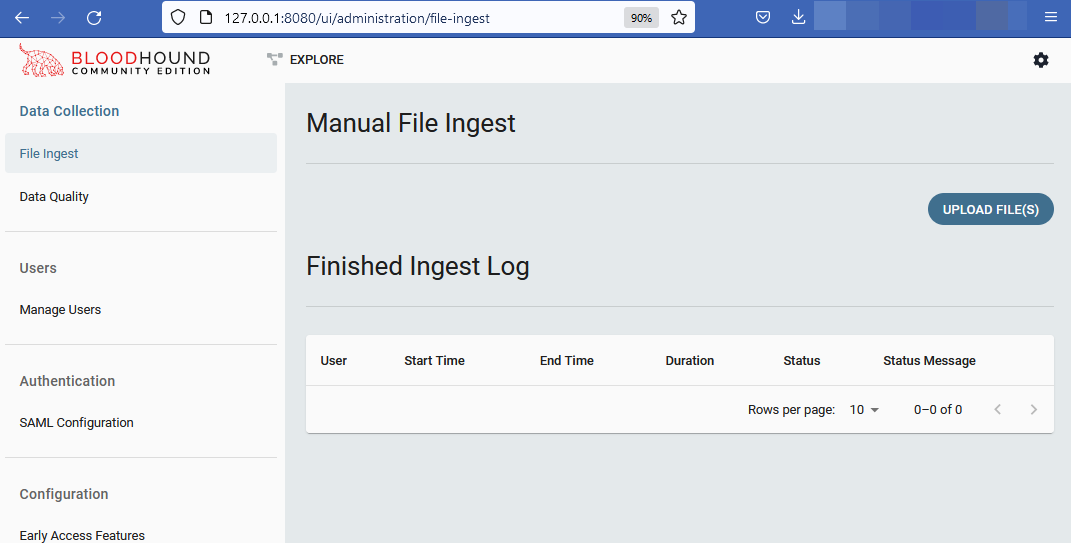 127.0.0.1:8080/ui/administration/file-ingest
90%
BLOODHOUND
COMMUNITY EDITION
EXPLORE
Data Collection
File Ingest
Data Quality
Users
Manage Users
Authentication
SAML Configuration
Configuration
Early Access Features
Manual File Ingest
UPLOAD FILE(S)
Finished Ingest Log
User Start Time End Time Duration Status Status Message
Rows per page: 10 0–0 of 0